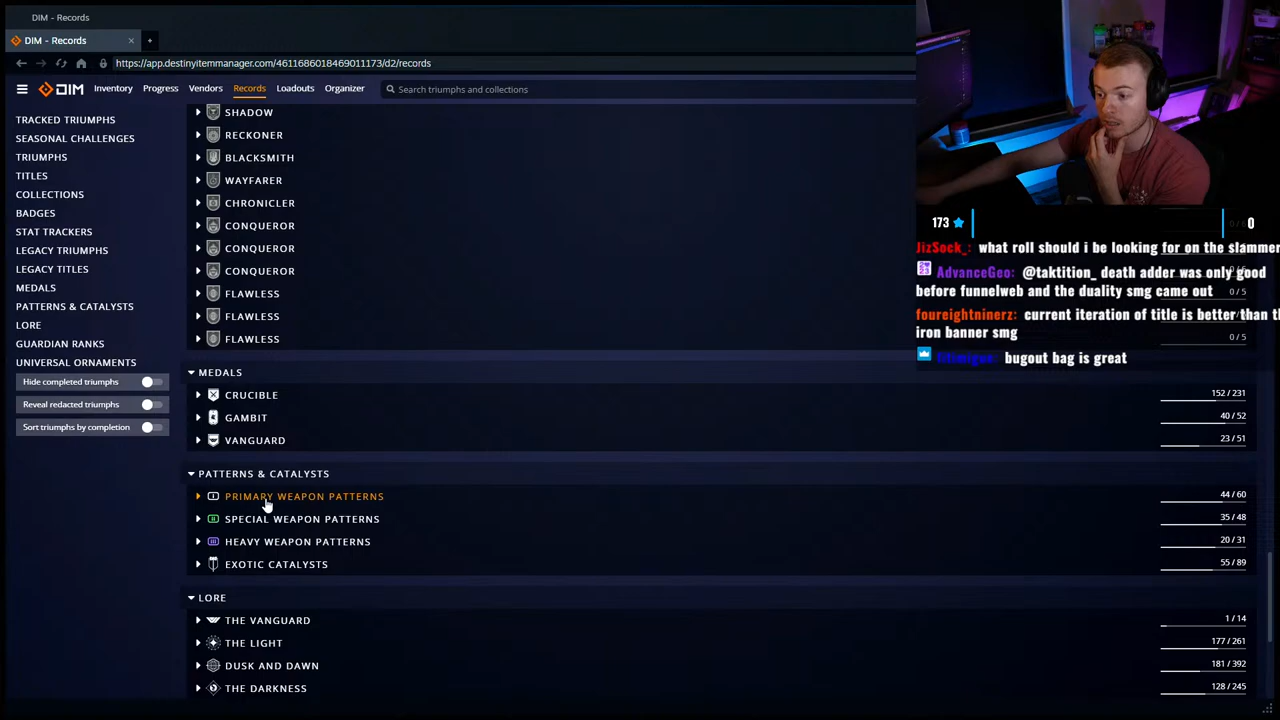 DIM - Records
DIM - Records
https://app.destinyitemmanager.com/4611686018469011173/d2/records
DIM Inventory Progress Vendors Records Loadouts Organizer Search triumphs and collections
TRACKED TRIUMPHS
SEASONAL CHALLENGES
TRIUMPHS
TITLES
COLLECTIONS
BADGES
STAT TRACKERS
LEGACY TRIUMPHS
LEGACY TITLES
MEDALS
PATTERNS & CATALYSTS
LORE
GUARDIAN RANKS
UNIVERSAL ORNAMENTS
Hide completed triumphs
Reveal redacted triumphs
Sort triumphs by completion
SHADOW
RECKONER
BLACKSMITH
WAYFARER
CHRONICLER
CONQUEROR
CONQUEROR
CONQUEROR
FLAWLESS
0 / 5
FLAWLESS
FLAWLESS
0 / 5
MEDALS
CRUCIBLE 152 / 231
GAMBIT 40 / 52
VANGUARD 23 / 51
PATTERNS & CATALYSTS
PRIMARY WEAPON PATTERNS 44 / 60
SPECIAL WEAPON PATTERNS 35 / 48
HEAVY WEAPON PATTERNS 20 / 31
EXOTIC CATALYSTS 55 / 89
LORE
THE VANGUARD 1 / 14
THE LIGHT 177 / 261
DUSK AND DAWN 181 / 392
THE DARKNESS 128 / 245
173 0
JizSock_: what roll should i be looking for on the slammer
AdvanceGeo: @taktition_ death adder was only good
before funnelweb and the duality smg came out
foureightninerz: current iteration of title is better than th
iron banner smg
bugout bag is great